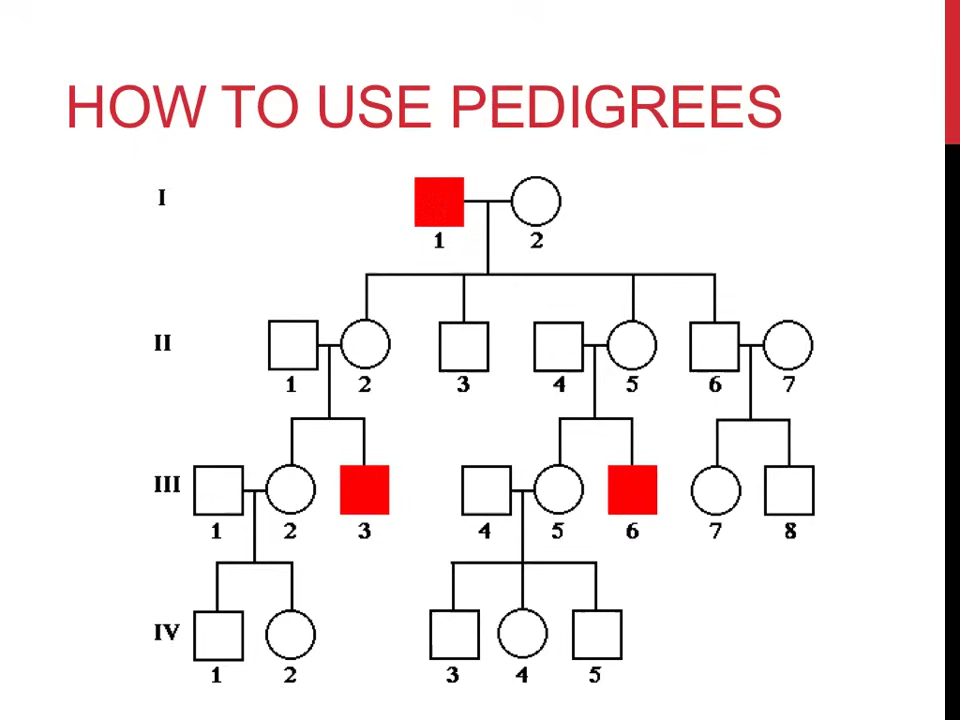 HOW TO USE PEDIGREES
I
1 2
II
1 2 3 4 5 6 7
III
1 2 3 4 5 6 7 8
IV
1 2 3 4 5